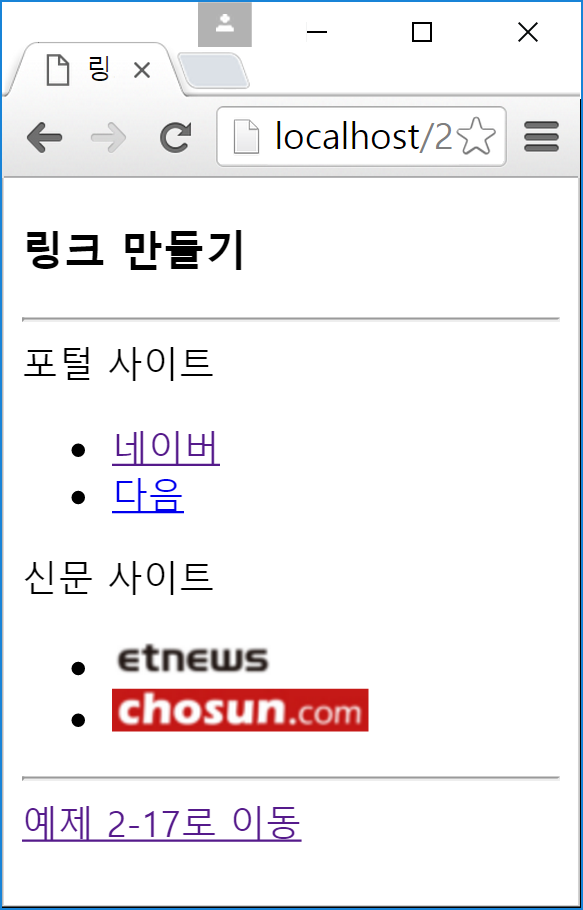 링
localhost/2
링크 만들기
포털 사이트
네이버
다음
신문 사이트
etnews
chosun.com
예제 2-17로 이동